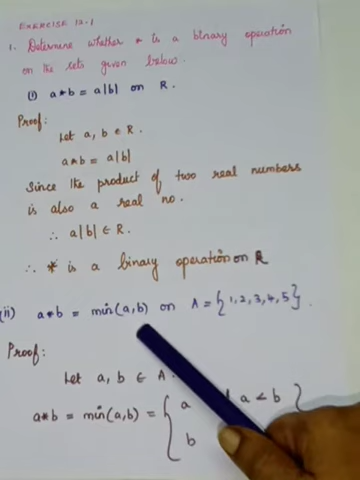 EXERCISE 12.1
1. Determine whether * is a binary operation
on the sets given below.
(i) a*b = a|b| on R.
Proof:
Let a, b ∈ R.
a*b = a|b|
Since the product of two real numbers
is also a real no.
∴ a|b| ∈ R.
∴ * is a binary operation on R
(ii) a*b = min(a,b) on A = {1,2,3,4,5}.
Proof:
Let a, b ∈ A.
a*b = min(a,b) = { a a < b }
b